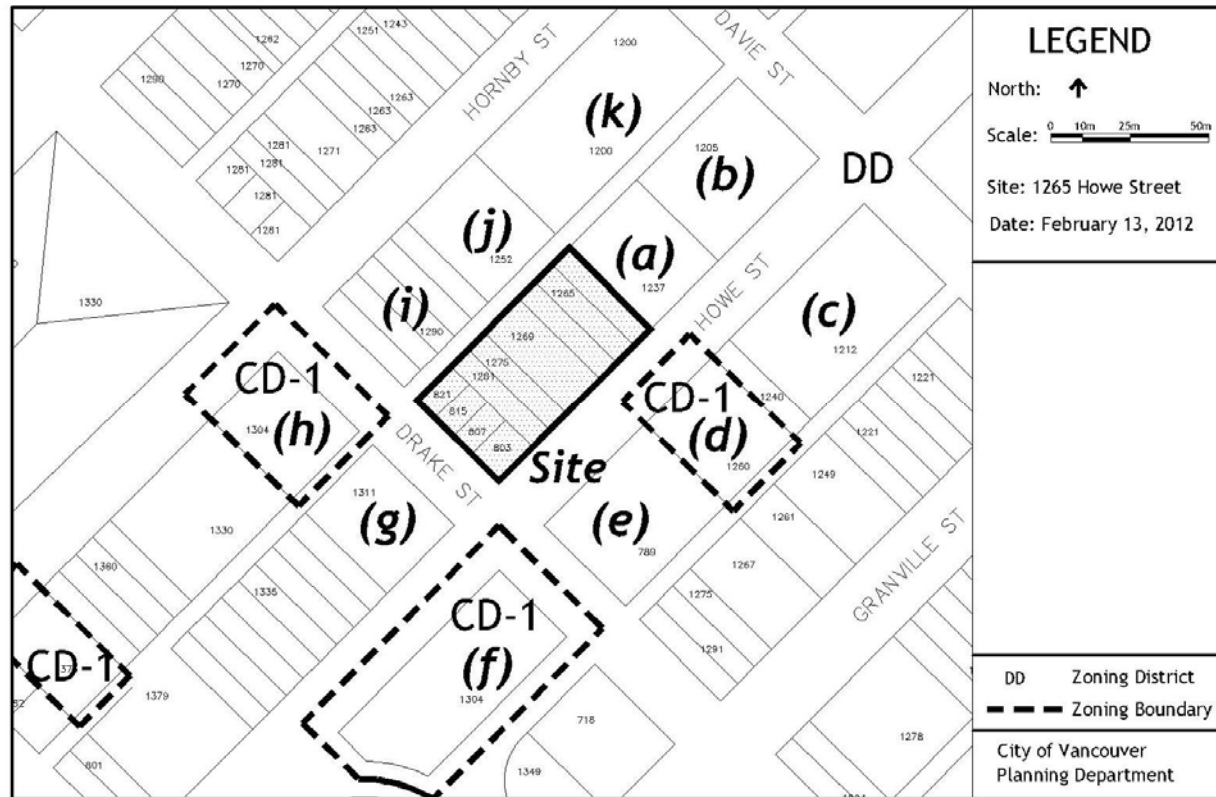 1200
1243
1251
1262
1270
1270
1290
1263
1263
1263
1271
1281
1281
1281
1281
1281
HORNBY ST
DAVIE ST
(k)
1200
1205
(b)
DD
(j)
1252
(a)
1237
1265
1269
1275
1281
821
815
807
803
(i)
1290
HOWE ST
(c)
1212
1330
CD-1
(h)
1304
CD-1
(d)
1260
1240
1221
1221
1249
1261
1267
1275
1291
DRAKE ST
Site
(e)
789
GRANVILLE ST
1311
(g)
1330
1360
1335
CD-1
(f)
1304
CD-1
1379
801
718
1349
1278
LEGEND
North:
Scale: 0 10m 25m 50m
Site: 1265 Howe Street
Date: February 13, 2012
DD Zoning District
Zoning Boundary
City of Vancouver
Planning Department